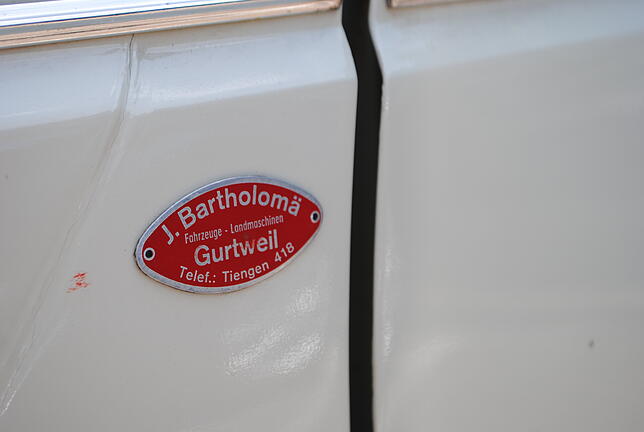 J. Bartholomä
Fahrzeuge - Landmaschinen
Gurtweil
Telef.: Tiengen 418